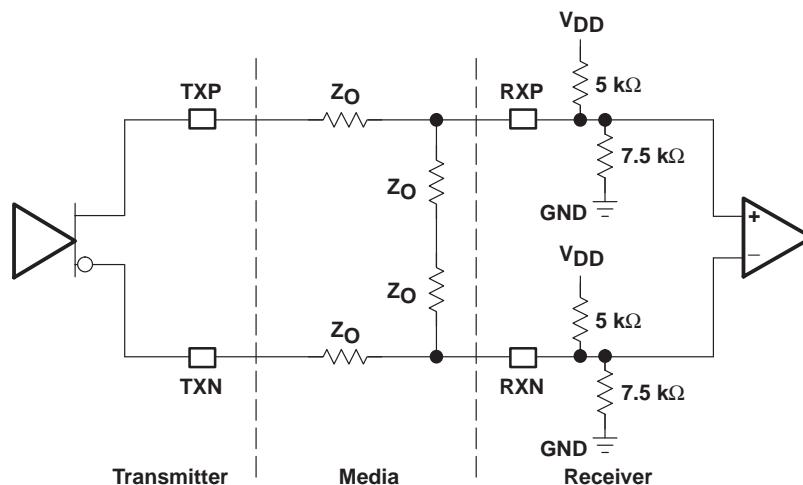 VDD
5 kΩ
TXP
ZO
RXP
7.5 kΩ
ZO
GND
+
VDD
−
ZO
ZO
5 kΩ
TXN
RXN
7.5 kΩ
GND
Transmitter
Media
Receiver